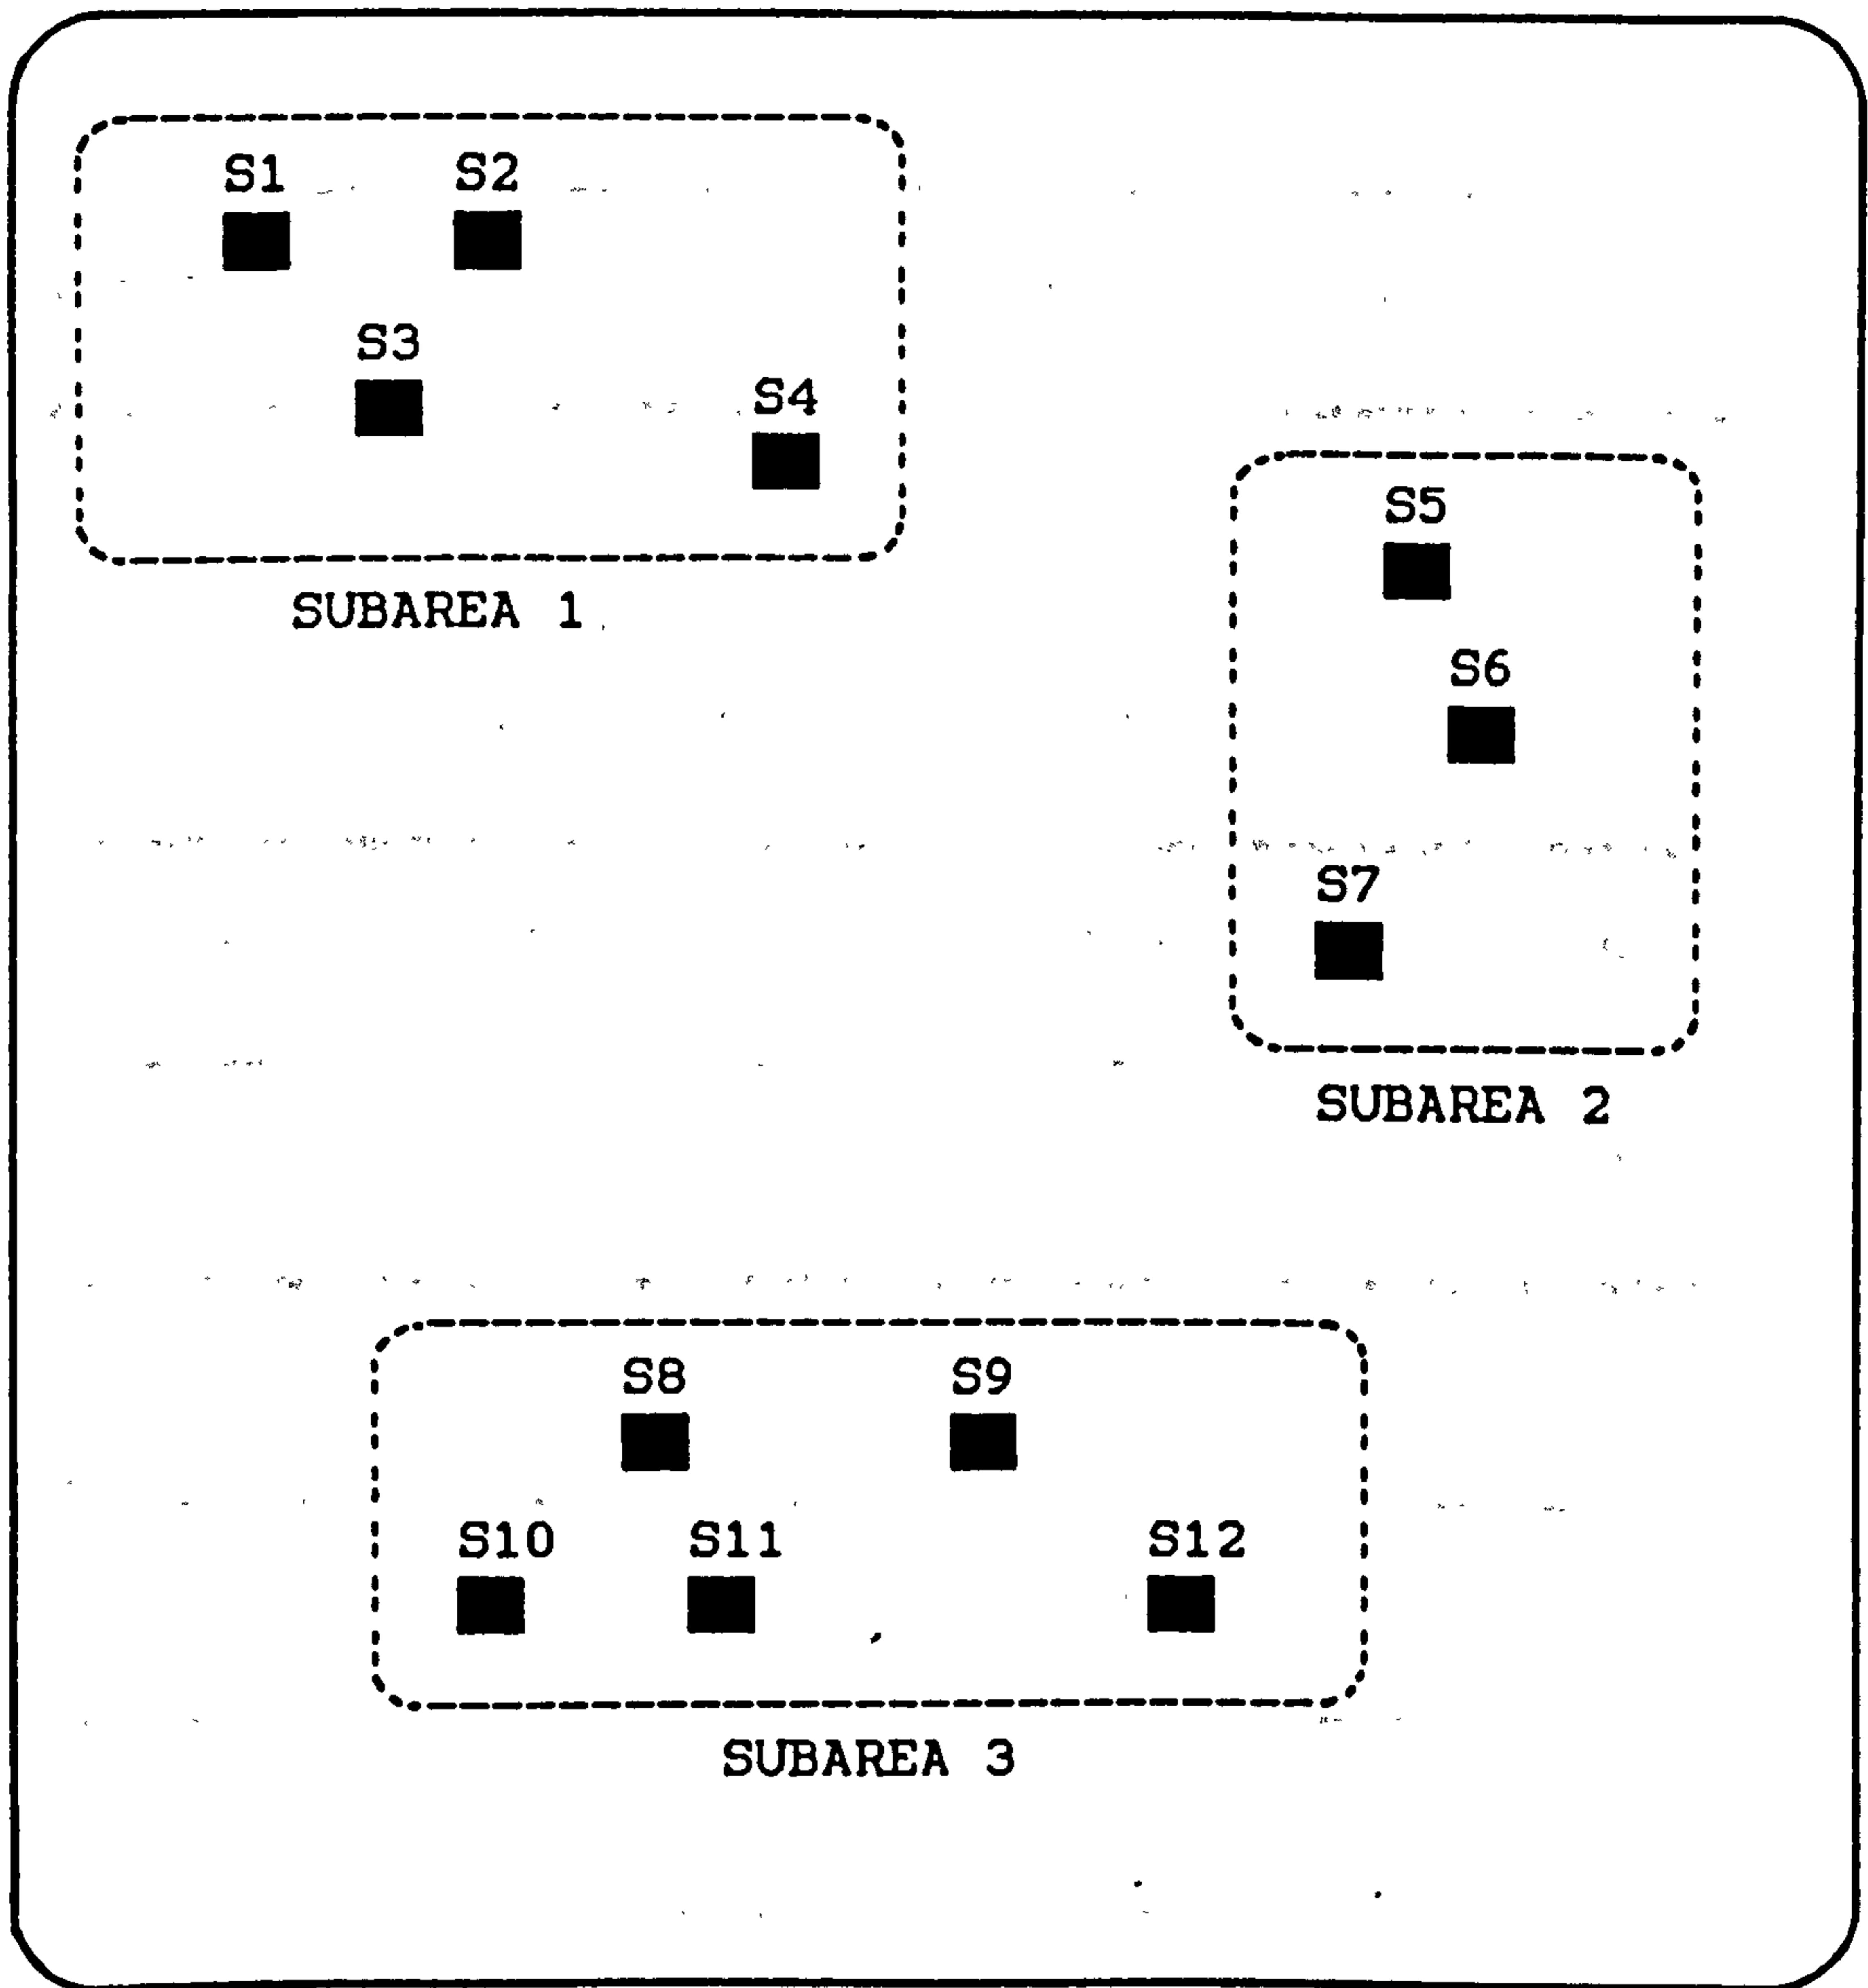 S1 S2
S3
S4
SUBAREA 1
S5
S6
S7
SUBAREA 2
S8 S9
S10 S11 S12
SUBAREA 3